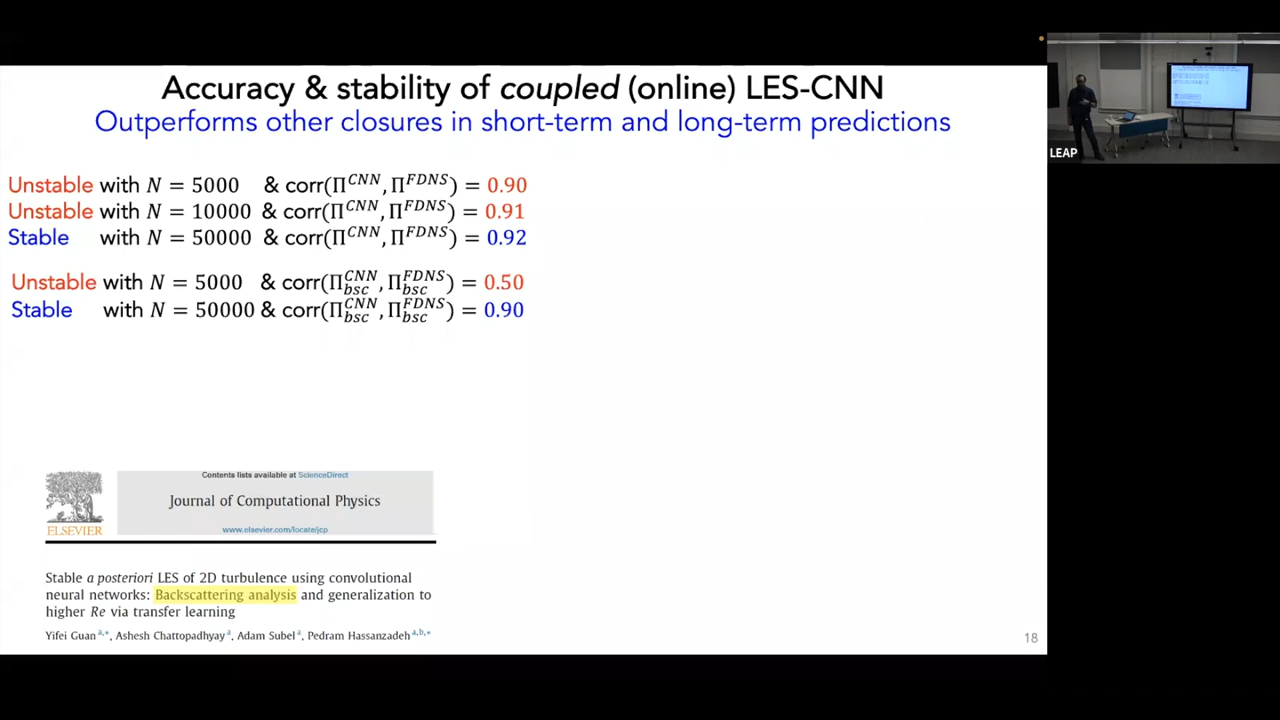 Accuracy & stability of coupled (online) LES-CNN
Outperforms other closures in short-term and long-term predictions
Unstable with N = 5000 & corr(Π^CNN, Π^FDNS) = 0.90
Unstable with N = 10000 & corr(Π^CNN, Π^FDNS) = 0.91
Stable with N = 50000 & corr(Π^CNN, Π^FDNS) = 0.92
Unstable with N = 5000 & corr(Π_bsc^CNN, Π_bsc^FDNS) = 0.50
Stable with N = 50000 & corr(Π_bsc^CNN, Π_bsc^FDNS) = 0.90
Contents lists available at ScienceDirect
Journal of Computational Physics
www.elsevier.com/locate/jcp
ELSEVIER
Stable a posteriori LES of 2D turbulence using convolutional
neural networks: Backscattering analysis and generalization to
higher Re via transfer learning
Yifei Guan a,*, Ashesh Chattopadhyay a, Adam Subel a, Pedram Hassanzadeh a,b,*
18
LEAP